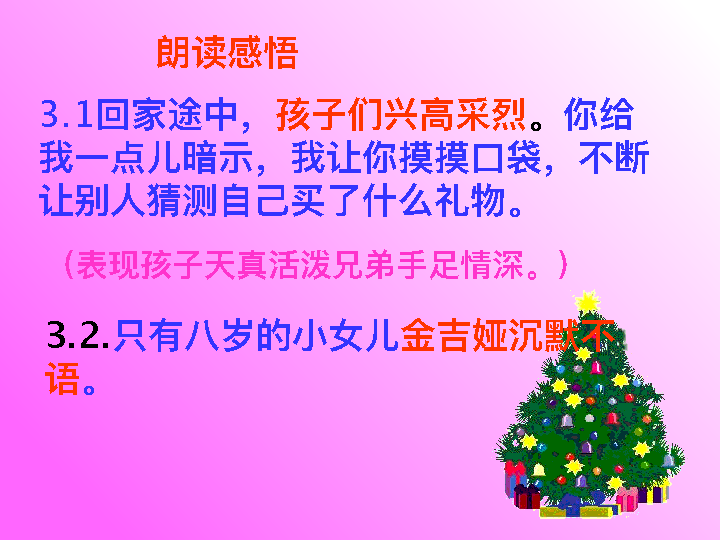 朗读感悟
3.1回家途中，孩子们兴高采烈。你给
我一点儿暗示，我让你摸摸口袋，不断
让别人猜测自己买了什么礼物。
（表现孩子天真活泼兄弟手足情深。）
3.2.只有八岁的小女儿金吉娅沉默不
语。